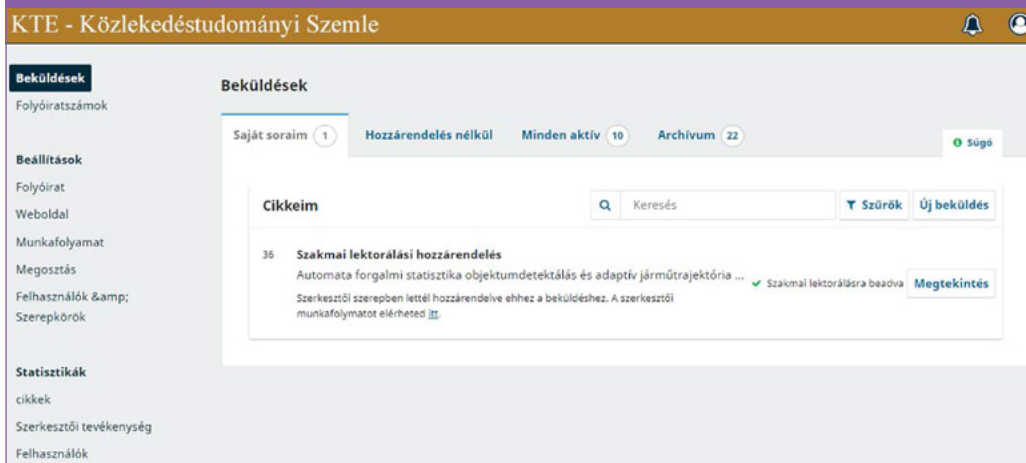 KTE - Közlekedéstudományi Szemle
Beküldések
Folyóiratszámok
Beállítások
Folyóirat
Weboldal
Munkafolyamat
Megosztás
Felhasználók &amp;
Szerepkörök
Statisztikák
cikkek
Szerkesztői tevékenység
Felhasználók
Beküldések
Saját soraim 1
Hozzárendelés nélkül
Minden aktív 10
Archívum 22
Súgó
Cikkeim
Keresés
Szűrők
Új beküldés
36 Szakmai lektorálási hozzárendelés
Automata forgalmi statisztika objektumdetektálás és adaptív járműtrajektória ...
Szakmai lektorálásra beadva
Megtekintés
Szerkesztői szerepben lettél hozzárendelve ehhez a beküldéshez. A szerkesztői
munkafolymatot elérheted itt.